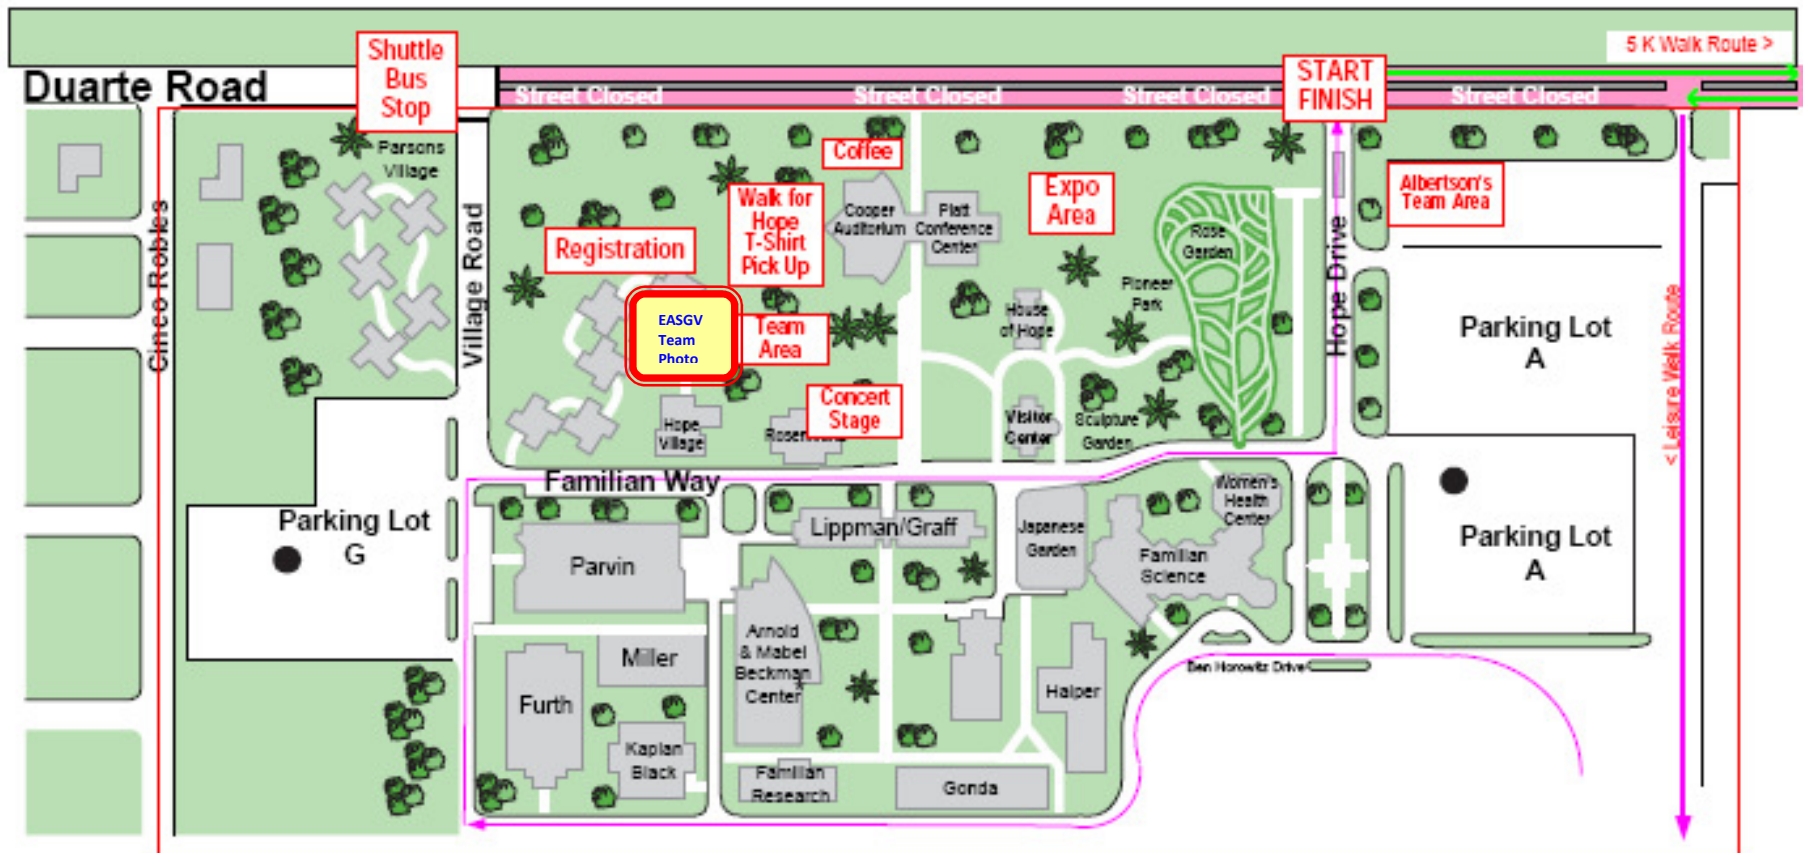 5 K Walk Route >
Shuttle
Bus
Stop
Duarte Road
START
FINISH
Street Closed
Street Closed
Street Closed
Street Closed
Parsons
Village
Coffee
Walk for
Hope
T-Shirt
Pick Up
Expo
Area
Albertson's
Team Area
Cooper
Auditorium
Platt
Conference
Center
Rose
Garden
Registration
Cinco Robles
Village Road
Hope Drive
< Leisure Walk Route
Pioneer
Park
House
of Hope
EASGV
Team
Photo
Team
Area
Parking Lot
A
Concert
Stage
Hope
Village
Visitor
Center
Sculpture
Garden
Familian Way
Parking Lot
G
Women's
Health
Center
Lippman/Graff
Japanese
Garden
Parking Lot
A
Parvin
Familian
Science
Arnold
& Mabel
Beckman
Center
Miller
Ben Horowitz Drive
Furth
Halper
Kaplan
Black
Familian
Research
Gonda